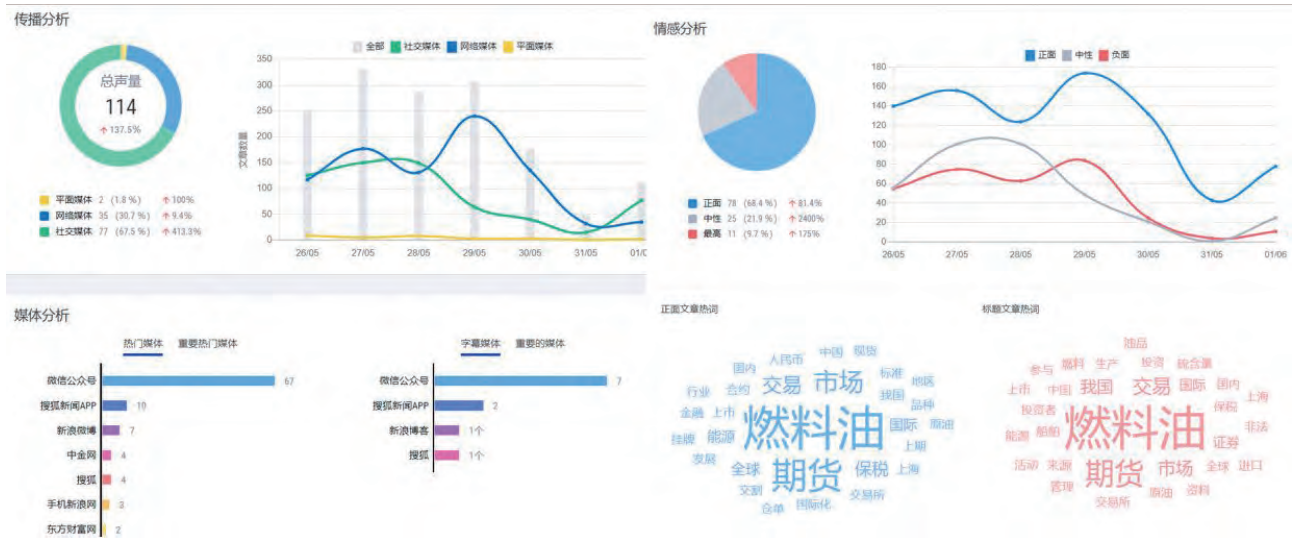 传播分析
总声量
114
↑ 137.5%
平面媒体 2 (1.8 %) ↑ 100%
网络媒体 35 (30.7 %) ↑ 9.4%
社交媒体 77 (67.5 %) ↑ 413.3%
全部 社交媒体 网络媒体 平面媒体
文章数量
350
300
250
200
150
100
50
0
26/05 27/05 28/05 29/05 30/05 31/05 01/06
情感分析
正面 78 (68.4 %) ↑ 81.4%
中性 25 (21.9 %) ↑ 2400%
最高 11 (9.7 %) ↑ 175%
正面 中性 负面
180
160
140
120
100
80
60
40
20
0
26/05 27/05 28/05 29/05 30/05 31/05 01/06
媒体分析
热门媒体 重要热门媒体
微信公众号 67
搜狐新闻APP 10
新浪微博 7
中金网 4
搜狐 4
手机新浪网 3
东方财富网 2
字幕媒体 重要的媒体
微信公众号 7
搜狐新闻APP 2
新浪博客 1个
搜狐 1个
正面文章热词
人民币 中国 现货
国内 交易 市场 标准 地区
行业 合约 我国 品种
金融 上市 燃料油 国际 原油
挂牌 能源 上期
发展 全球 期货 保税 上海
交割 交易所
仓单 国际化
标题文章热词
油品
参与 燃料 生产 投资 硫含量
上市 中国 我国 交易 国际 国内
投资者 保税 上海
能源 船舶 燃料油 证券 非法
活动 来源 期货 市场 全球 进口
管理 原油 资料
交易所